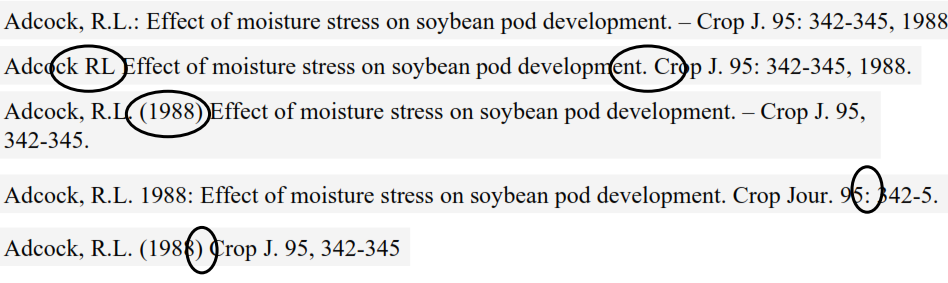 Adcock, R.L.: Effect of moisture stress on soybean pod development. – Crop J. 95: 342-345, 1988
Adcock RL Effect of moisture stress on soybean pod development. Crop J. 95: 342-345, 1988.
Adcock, R.L. (1988) Effect of moisture stress on soybean pod development. – Crop J. 95,
342-345.
Adcock, R.L. 1988: Effect of moisture stress on soybean pod development. Crop Jour. 95: 342-5.
Adcock, R.L. (1988) Crop J. 95, 342-345